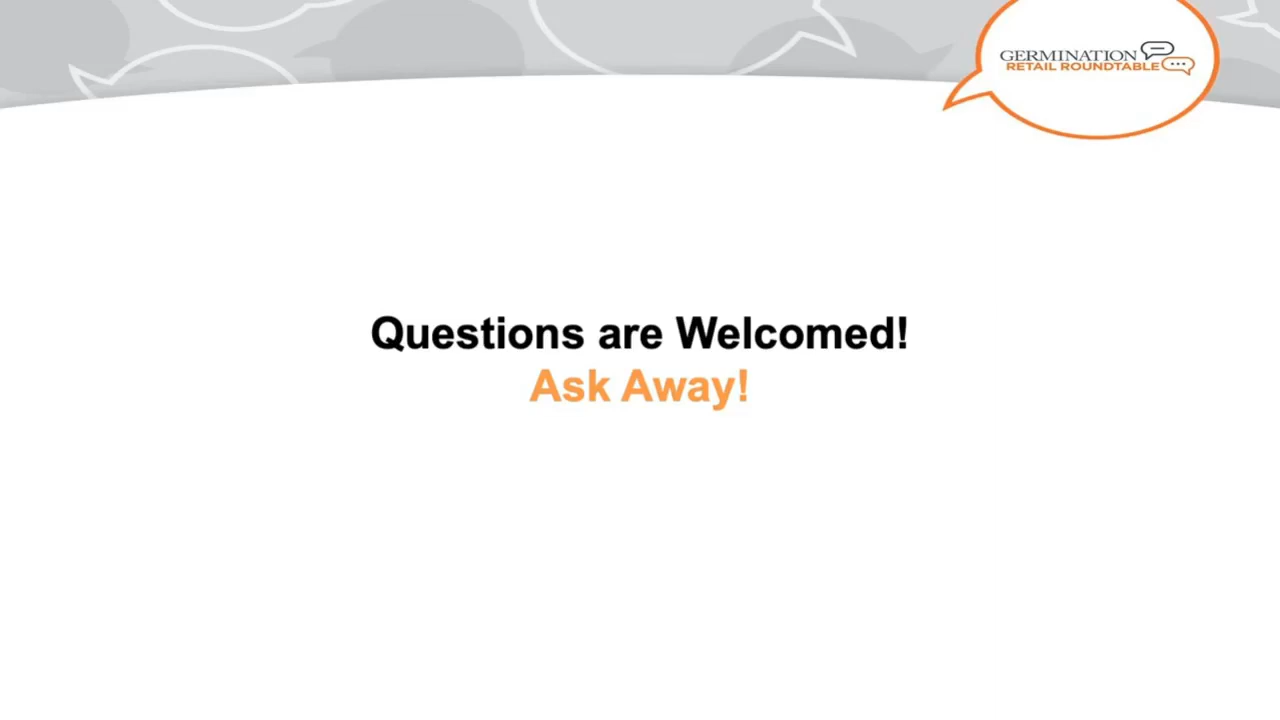 GERMINATION
RETAIL ROUNDTABLE
Questions are Welcomed!
Ask Away!